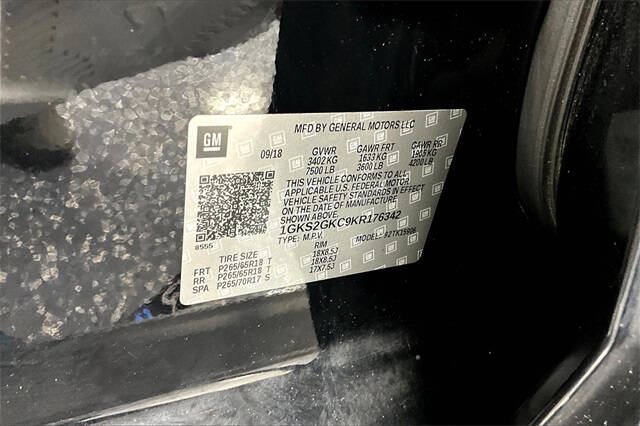 GM
MFD BY GENERAL MOTORS LLC
09/18 GVWR GAWR FRT GAWR RR
3402 KG 1633 KG 1905 KG
7500 LB 3600 LB 4200 LB
THIS VEHICLE CONFORMS TO ALL
APPLICABLE U.S. FEDERAL MOTOR
VEHICLE SAFETY STANDARDS IN EFFECT
ON THE DATE OF MANUFACTURE
SHOWN ABOVE.
1GKS2GKC9KR176342
8555 TYPE: M.P.V. MODEL: #2TK15906
TIRE SIZE RIM
FRT P265/65R18 T 18X8.5J
RR P265/65R18 T 18X8.5J
SPA P265/70R17 S 17X7.5J